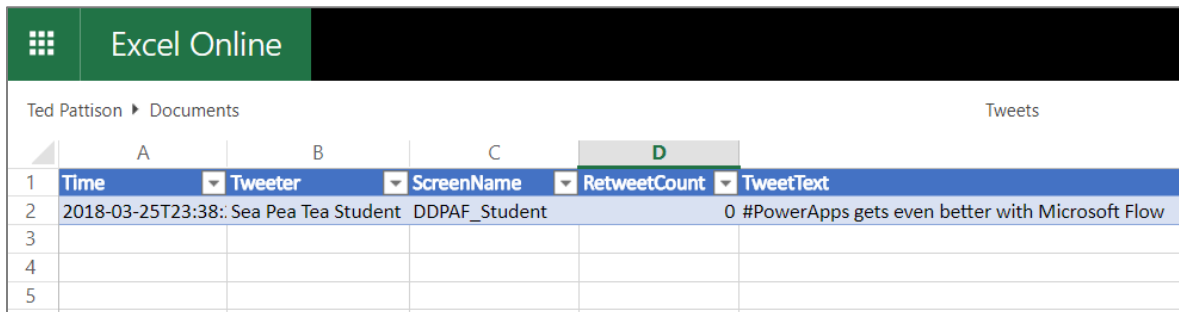 Excel Online
Ted Pattison ▸ Documents Tweets
A B C D
1 Time Tweeter ScreenName RetweetCount TweetText
2 2018-03-25T23:38: Sea Pea Tea Student DDPAF_Student 0 #PowerApps gets even better with Microsoft Flow
3
4
5